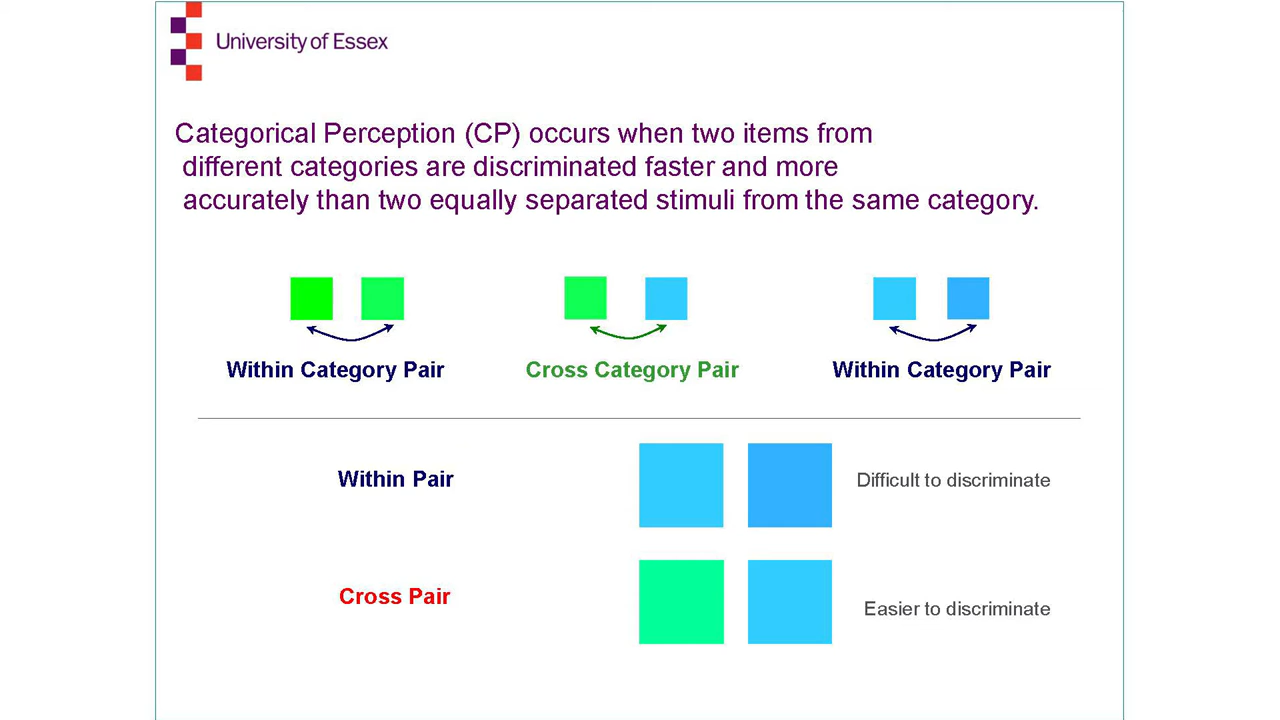 University of Essex
Categorical Perception (CP) occurs when two items from
different categories are discriminated faster and more
accurately than two equally separated stimuli from the same category.
Within Category Pair
Cross Category Pair
Within Category Pair
Within Pair
Difficult to discriminate
Cross Pair
Easier to discriminate